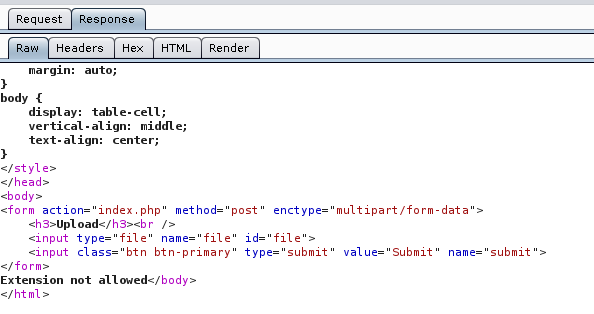 Request Response
Raw Headers Hex HTML Render
    margin: auto;
}
body {
    display: table-cell;
    vertical-align: middle;
    text-align: center;
}
</style>
</head>
<body>
<form action="index.php" method="post" enctype="multipart/form-data">
    <h3>Upload</h3><br />
    <input type="file" name="file" id="file">
    <input class="btn btn-primary" type="submit" value="Submit" name="submit">
</form>
Extension not allowed</body>
</html>